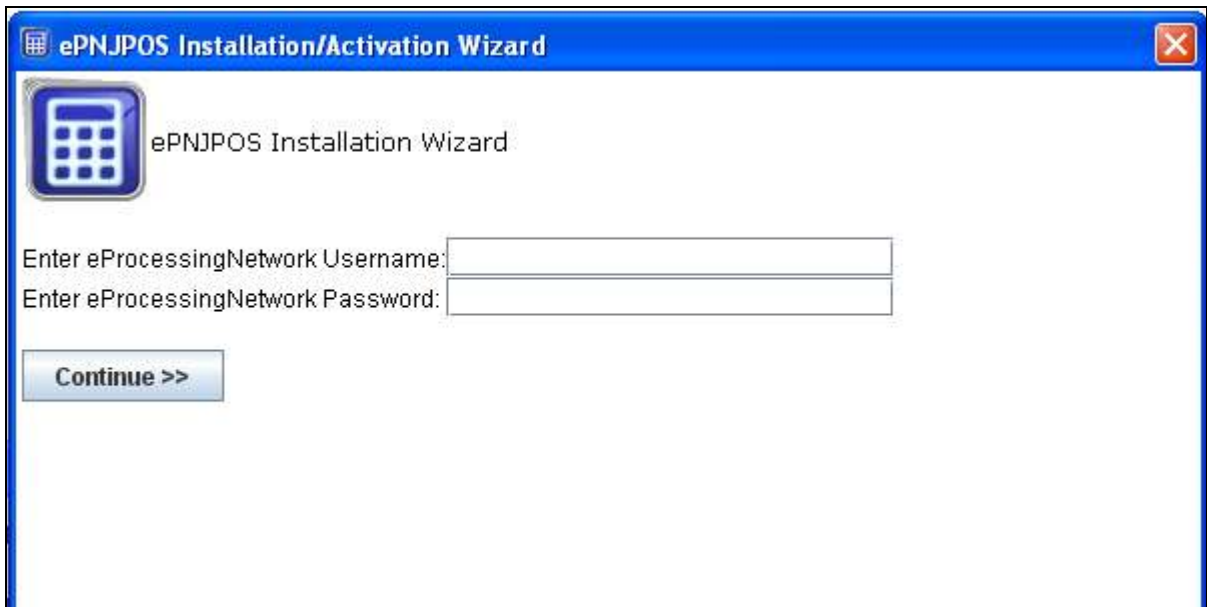 ePNJPOS Installation/Activation Wizard
ePNJPOS Installation Wizard
Enter eProcessingNetwork Username:
Enter eProcessingNetwork Password:
Continue >>